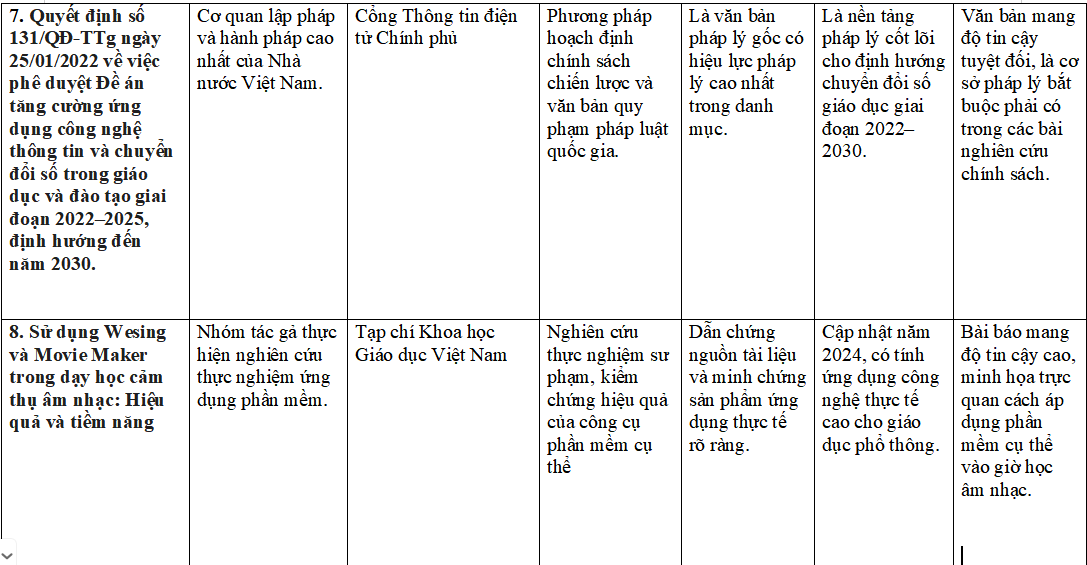 7. Quyết định số
131/QĐ-TTg ngày
25/01/2022 về việc
phê duyệt Đề án
tăng cường ứng
dụng công nghệ
thông tin và chuyển
đổi số trong giáo
dục và đào tạo giai
đoạn 2022–2025,
định hướng đến
năm 2030.
Cơ quan lập pháp
và hành pháp cao
nhất của Nhà
nước Việt Nam.
Cổng Thông tin điện
tử Chính phủ
Phương pháp
hoạch định
chính sách
chiến lược và
văn bản quy
phạm pháp luật
quốc gia.
Là văn bản
pháp lý gốc có
hiệu lực pháp
lý cao nhất
trong danh
mục.
Là nền tảng
pháp lý cốt lõi
cho định hướng
chuyển đổi số
giáo dục giai
đoạn 2022–
2030.
Văn bản mang
độ tin cậy
tuyệt đối, là cơ
sở pháp lý bắt
buộc phải có
trong các bài
nghiên cứu
chính sách.
8. Sử dụng Wesing
và Movie Maker
trong dạy học cảm
thụ âm nhạc: Hiệu
quả và tiềm năng
Nhóm tác gả thực
hiện nghiên cứu
thực nghiệm ứng
dụng phần mềm.
Tạp chí Khoa học
Giáo dục Việt Nam
Nghiên cứu
thực nghiệm sư
phạm, kiểm
chứng hiệu quả
của công cụ
phần mềm cụ
thể
Dẫn chứng
nguồn tài liệu
và minh chứng
sản phẩm ứng
dụng thực tế
rõ ràng.
Cập nhật năm
2024, có tính
ứng dụng công
nghệ thực tế
cao cho giáo
dục phổ thông.
Bài báo mang
độ tin cậy cao,
minh họa trực
quan cách áp
dụng phần
mềm cụ thể
vào giờ học
âm nhạc.